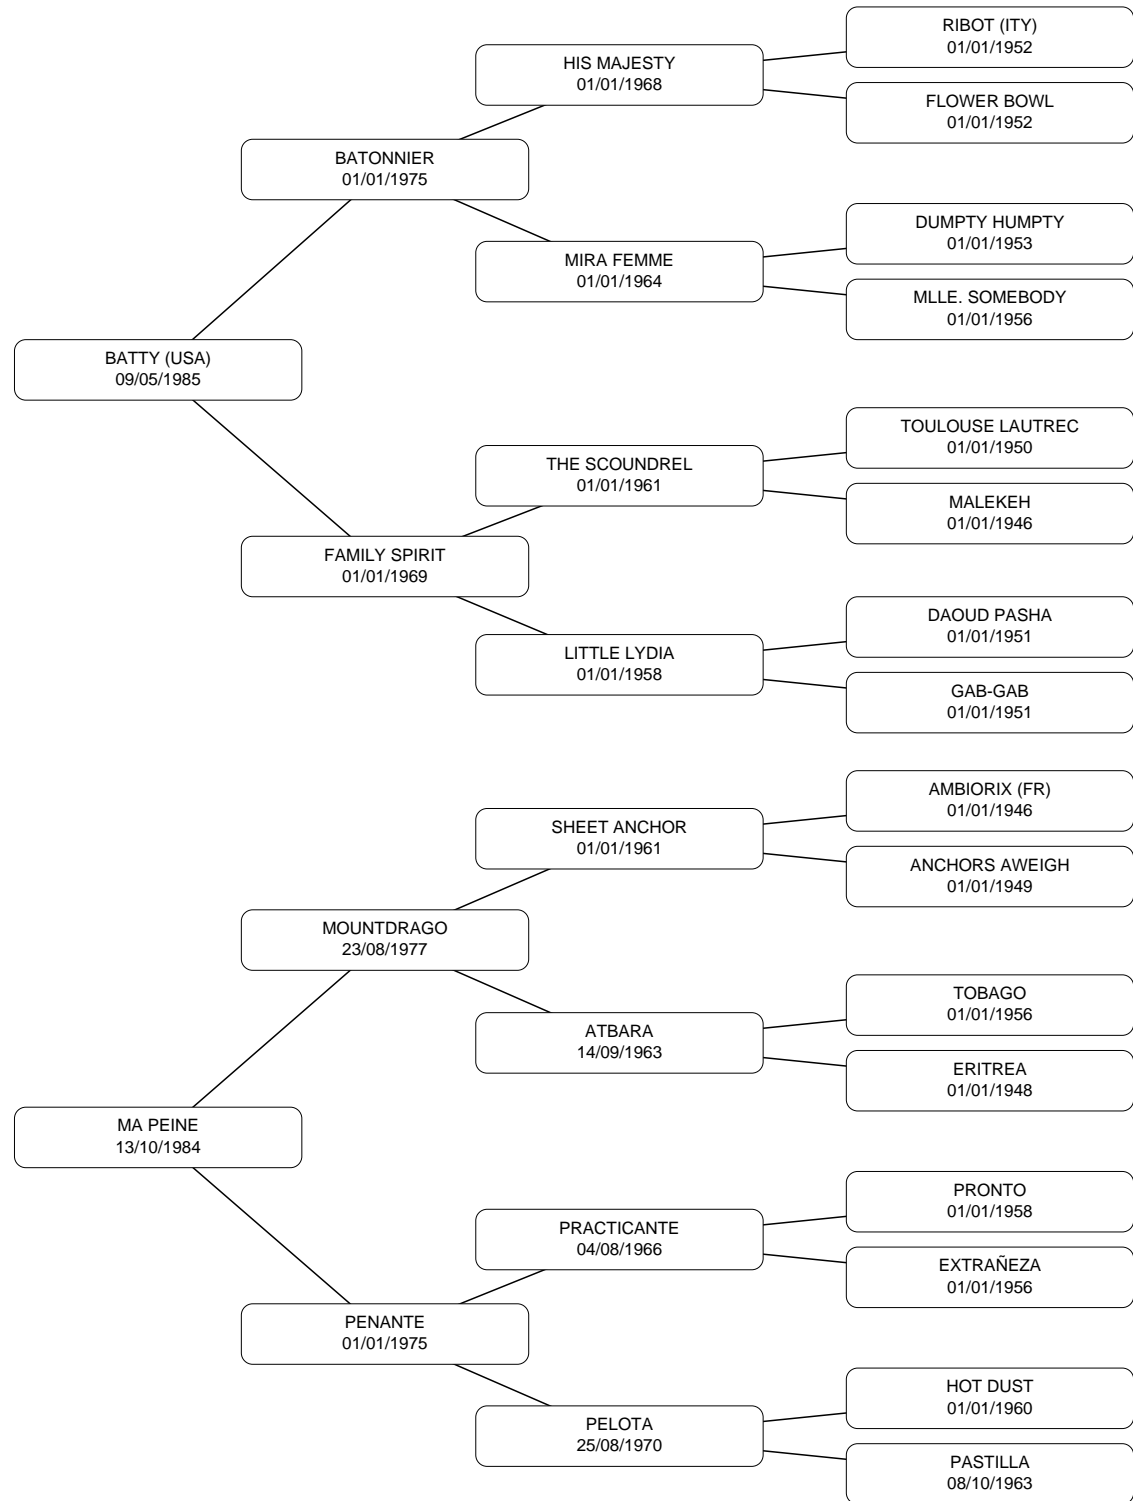 RIBOT (ITY)
01/01/1952
HIS MAJESTY
01/01/1968
FLOWER BOWL
01/01/1952
BATONNIER
01/01/1975
DUMPTY HUMPTY
01/01/1953
MIRA FEMME
01/01/1964
MLLE. SOMEBODY
01/01/1956
BATTY (USA)
09/05/1985
TOULOUSE LAUTREC
01/01/1950
THE SCOUNDREL
01/01/1961
MALEKEH
01/01/1946
FAMILY SPIRIT
01/01/1969
DAOUD PASHA
01/01/1951
LITTLE LYDIA
01/01/1958
GAB-GAB
01/01/1951
AMBIORIX (FR)
01/01/1946
SHEET ANCHOR
01/01/1961
ANCHORS AWEIGH
01/01/1949
MOUNTDRAGO
23/08/1977
TOBAGO
01/01/1956
ATBARA
14/09/1963
ERITREA
01/01/1948
MA PEINE
13/10/1984
PRONTO
01/01/1958
PRACTICANTE
04/08/1966
EXTRAÑEZA
01/01/1956
PENANTE
01/01/1975
HOT DUST
01/01/1960
PELOTA
25/08/1970
PASTILLA
08/10/1963